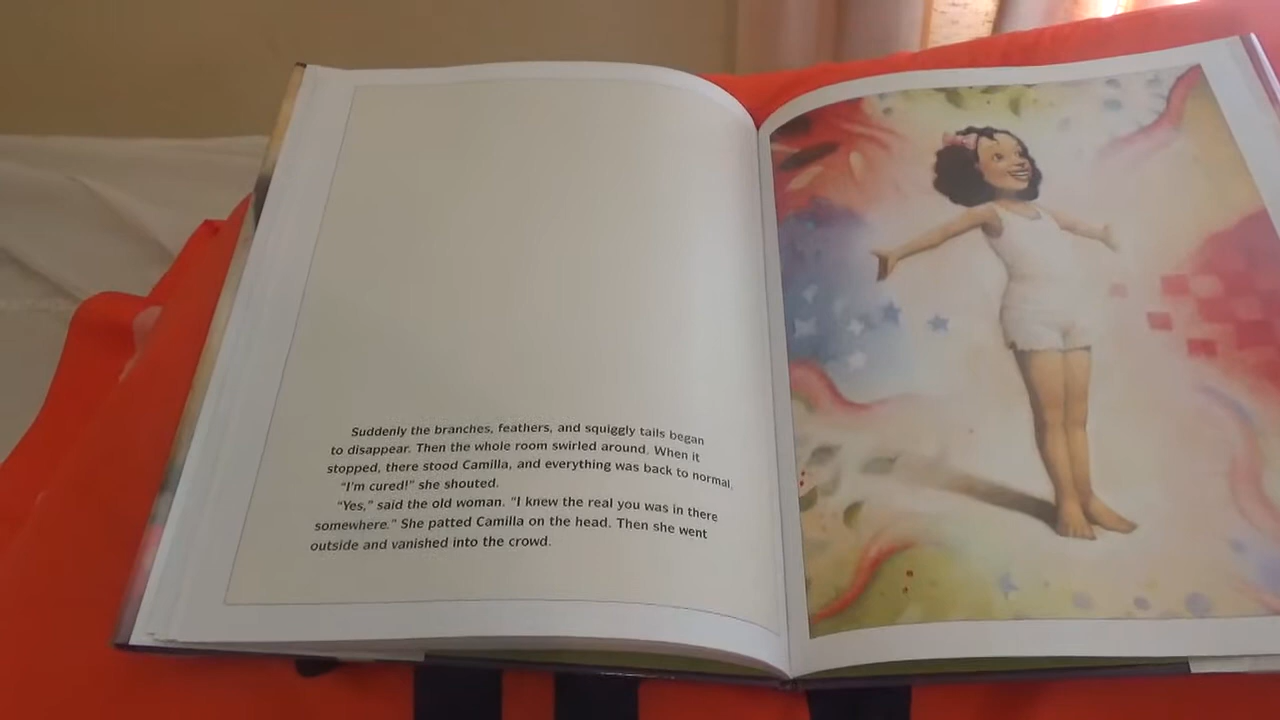 Suddenly the branches, feathers, and squiggly tails began
to disappear. Then the whole room swirled around. When it
stopped, there stood Camilla, and everything was back to normal.
"I'm cured!" she shouted.
"Yes," said the old woman. "I knew the real you was in there
somewhere." She patted Camilla on the head. Then she went
outside and vanished into the crowd.